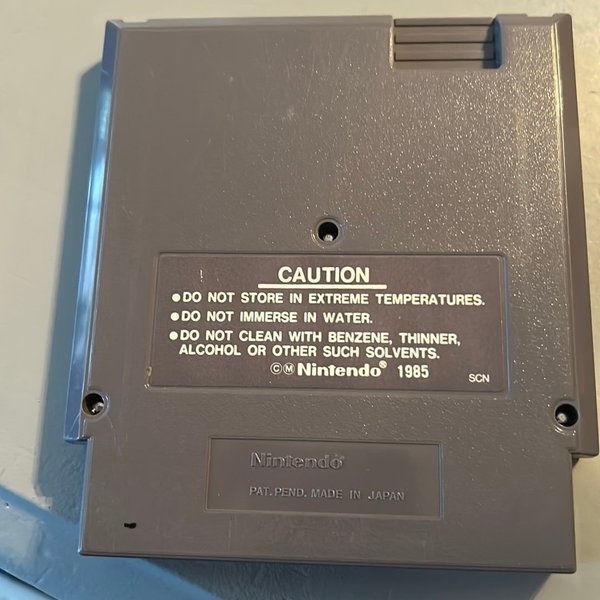 CAUTION
●DO NOT STORE IN EXTREME TEMPERATURES.
●DO NOT IMMERSE IN WATER.
●DO NOT CLEAN WITH BENZENE, THINNER,
ALCOHOL OR OTHER SUCH SOLVENTS.
©Ⓜ Nintendo® 1985
SCN
Nintendo®
PAT. PEND. MADE IN JAPAN